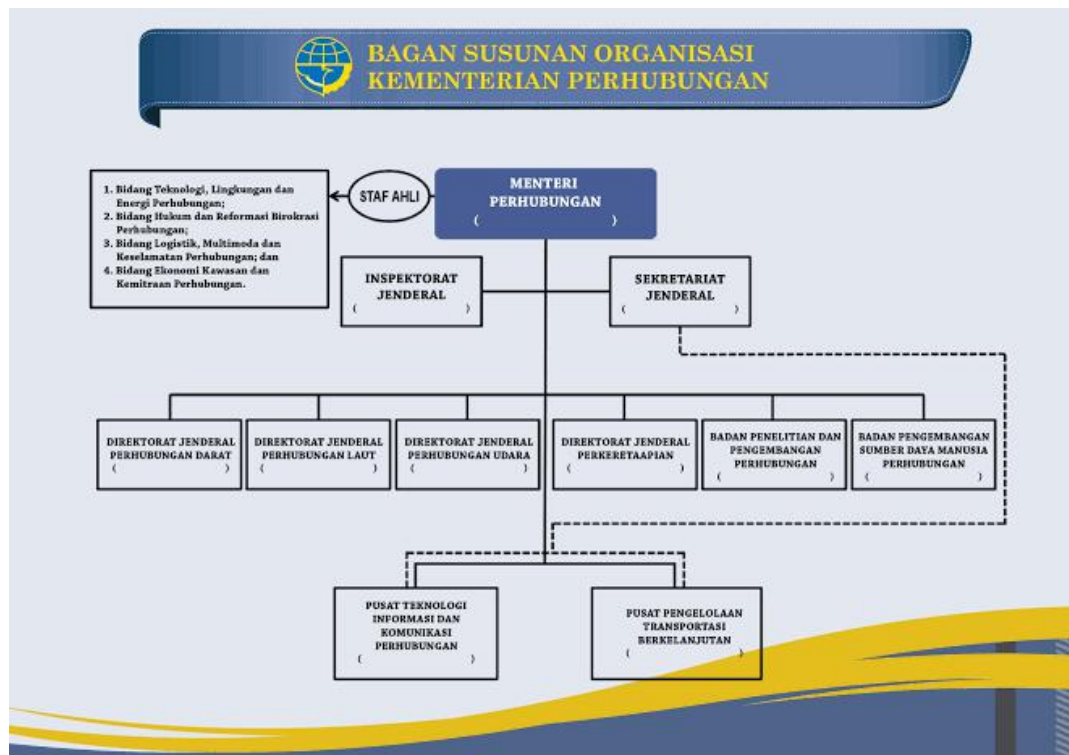 BAGAN SUSUNAN ORGANISASI
KEMENTERIAN PERHUBUNGAN
1. Bidang Teknologi, Lingkungan dan
Energi Perhubungan;
2. Bidang Hukum dan Reformasi Birokrasi
Perhubungan;
3. Bidang Logistik, Multimoda dan
Keselamatan Perhubungan; dan
4. Bidang Ekonomi Kawasan dan
Kemitraan Perhubungan.
STAF AHLI
MENTERI
PERHUBUNGAN
( )
INSPEKTORAT
JENDERAL
( )
SEKRETARIAT
JENDERAL
( )
DIREKTORAT JENDERAL
PERHUBUNGAN DARAT
( )
DIREKTORAT JENDERAL
PERHUBUNGAN LAUT
( )
DIREKTORAT JENDERAL
PERHUBUNGAN UDARA
( )
DIREKTORAT JENDERAL
PERKERETAAPIAN
( )
BADAN PENELITIAN DAN
PENGEMBANGAN
PERHUBUNGAN
( )
BADAN PENGEMBANGAN
SUMBER DAYA MANUSIA
PERHUBUNGAN
( )
PUSAT TEKNOLOGI
INFORMASI DAN
KOMUNIKASI
PERHUBUNGAN
( )
PUSAT PENGELOLAAN
TRANSPORTASI
BERKELANJUTAN
( )